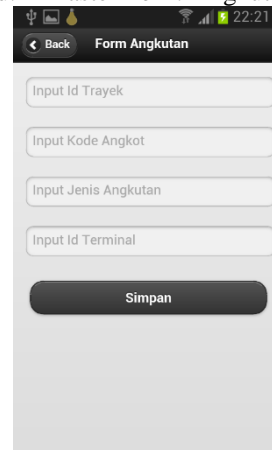 22:21
Back Form Angkutan
Input Id Trayek
Input Kode Angkot
Input Jenis Angkutan
Input Id Terminal
Simpan